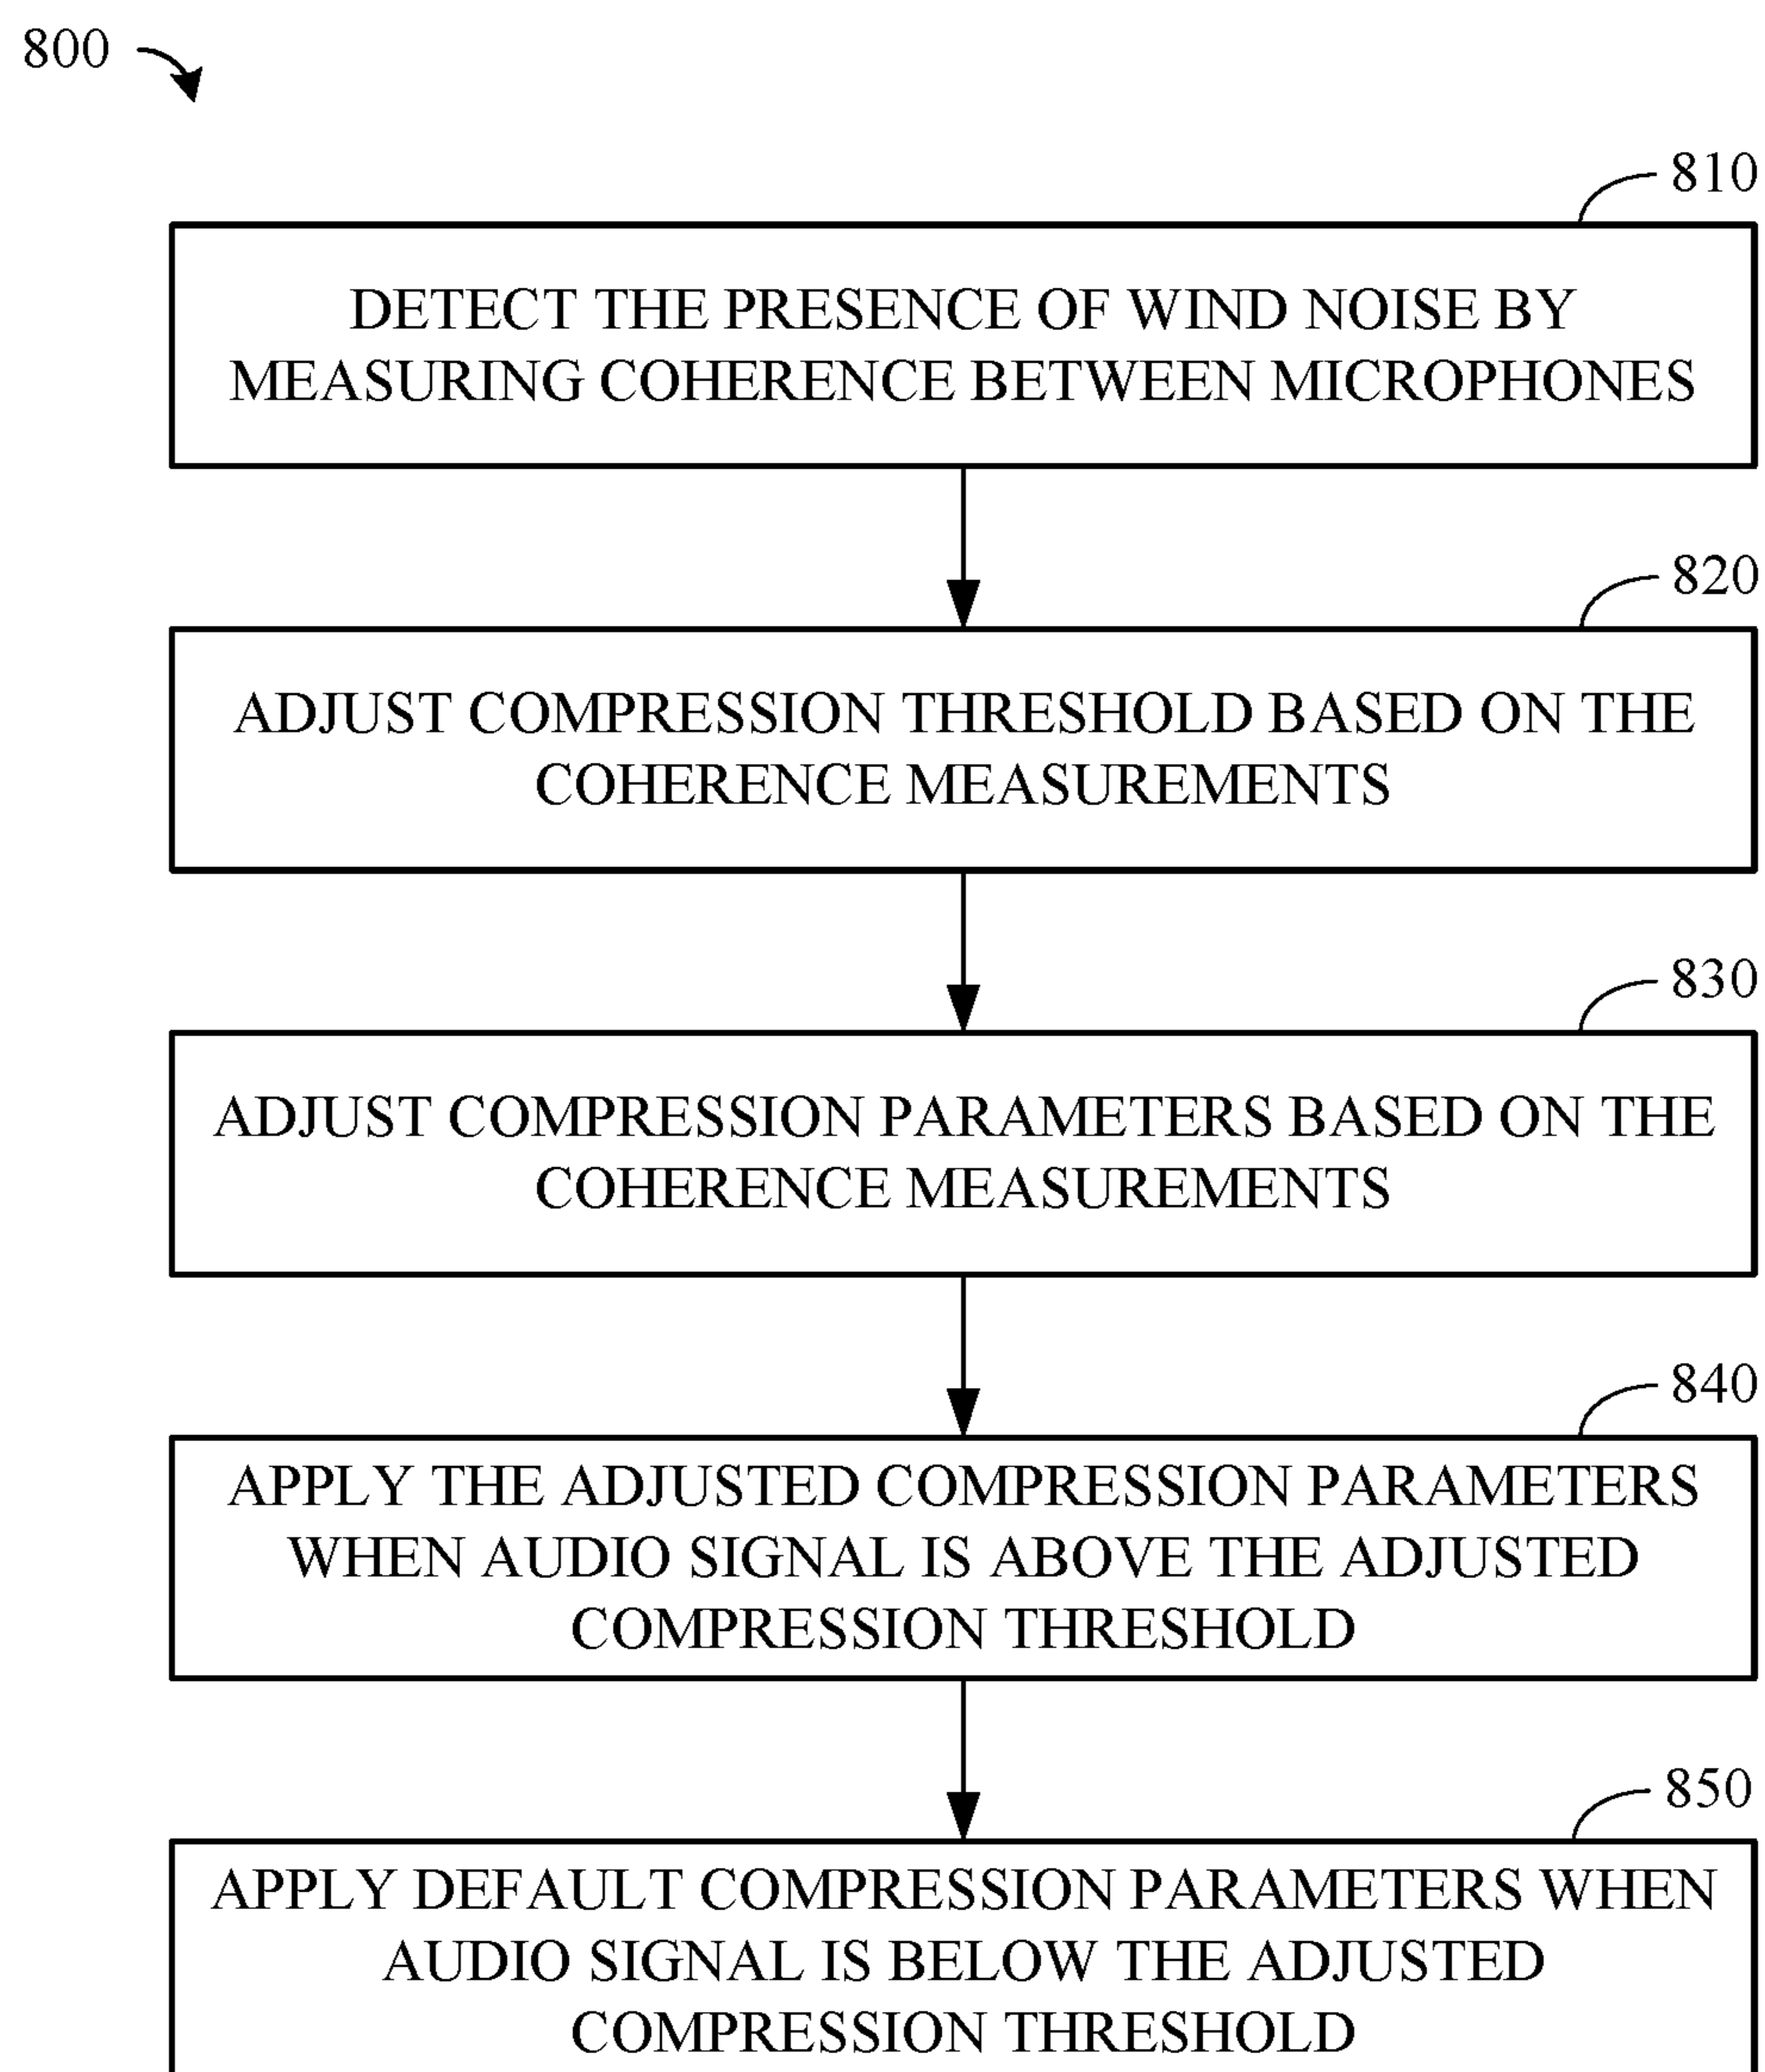 800
810
DETECT THE PRESENCE OF WIND NOISE BY
MEASURING COHERENCE BETWEEN MICROPHONES
820
ADJUST COMPRESSION THRESHOLD BASED ON THE
COHERENCE MEASUREMENTS
830
ADJUST COMPRESSION PARAMETERS BASED ON THE
COHERENCE MEASUREMENTS
840
APPLY THE ADJUSTED COMPRESSION PARAMETERS
WHEN AUDIO SIGNAL IS ABOVE THE ADJUSTED
COMPRESSION THRESHOLD
850
APPLY DEFAULT COMPRESSION PARAMETERS WHEN
AUDIO SIGNAL IS BELOW THE ADJUSTED
COMPRESSION THRESHOLD